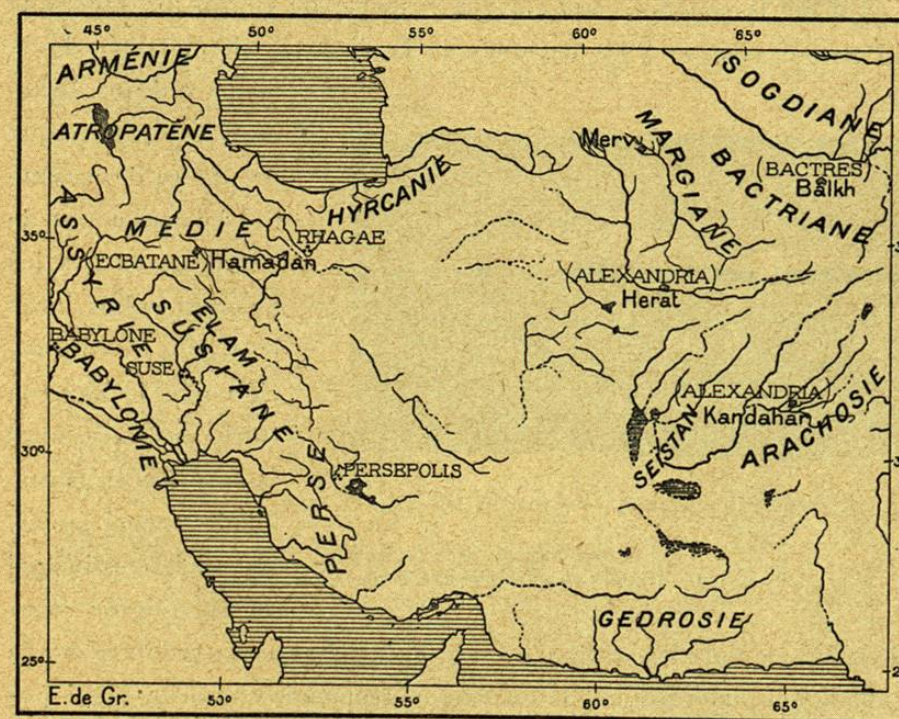 45° 50° 55° 60° 65°
ARMÉNIE
SOGDIANE
ATROPATÈNE
Merv
MARGIANE
BACTRIANE
(BACTRES)
Balkh
HYRCANIE
ASSYRIE
35°
MÉDIE
RHAGAE
(ECBATANE) Hamadan
(ALEXANDRIA)
Herat
ELAM
SUSIANE
BABYLONE
BABYLONIE
SUSE
(ALEXANDRIA)
Kandahar
ARACHOSIE
SEISTAN
30°
PERSE
PERSEPOLIS
GEDROSIE
25°
E. de Gr.
50° 55° 60° 65°